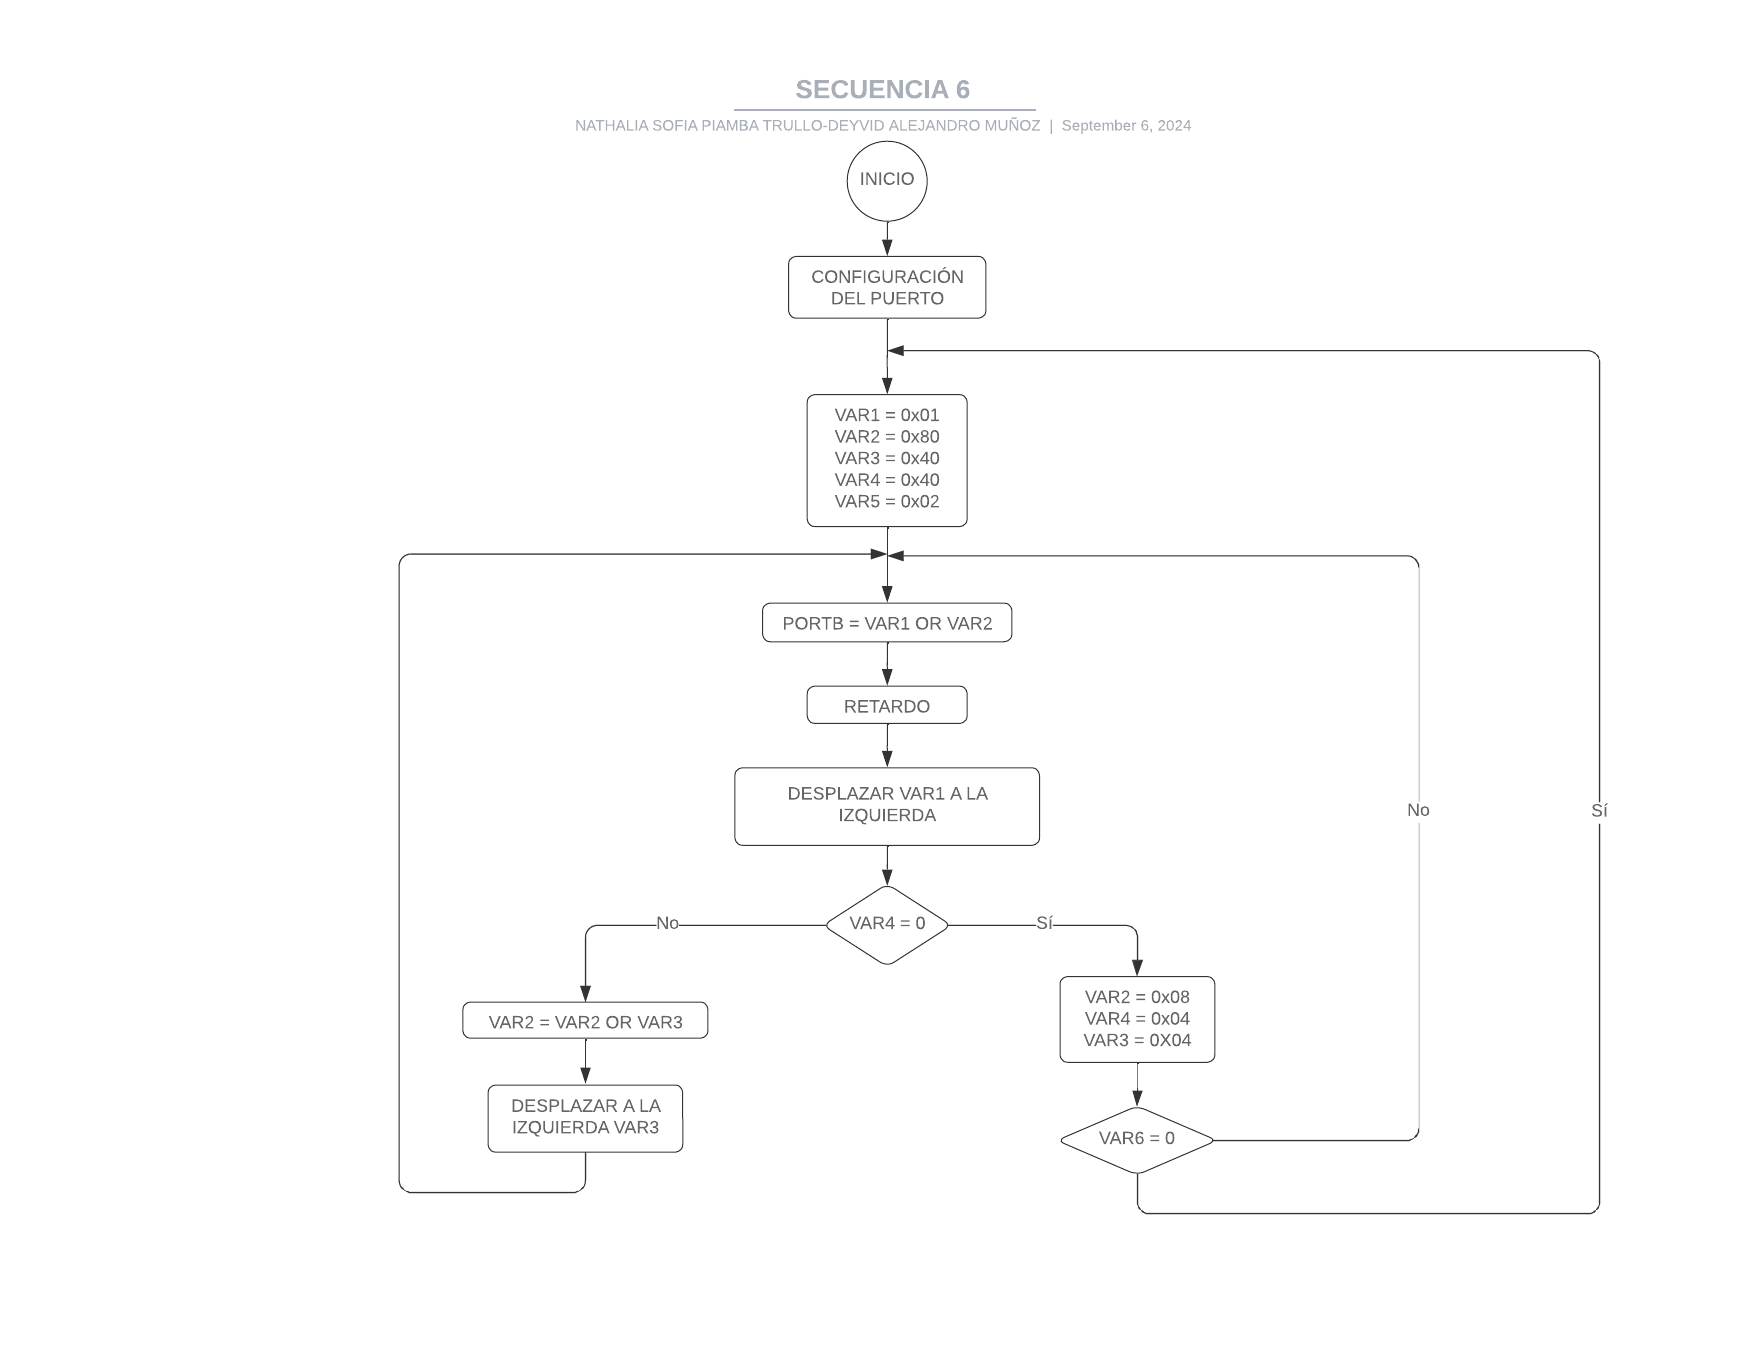 SECUENCIA 6
NATHALIA SOFIA PIAMBA TRULLO-DEYVID ALEJANDRO MUÑOZ | September 6, 2024
INICIO
CONFIGURACIÓN
DEL PUERTO
VAR1 = 0x01
VAR2 = 0x80
VAR3 = 0x40
VAR4 = 0x40
VAR5 = 0x02
PORTB = VAR1 OR VAR2
RETARDO
DESPLAZAR VAR1 A LA
IZQUIERDA
No
Sí
VAR4 = 0
No
Sí
VAR2 = VAR2 OR VAR3
DESPLAZAR A LA
IZQUIERDA VAR3
VAR2 = 0x08
VAR4 = 0x04
VAR3 = 0X04
VAR6 = 0